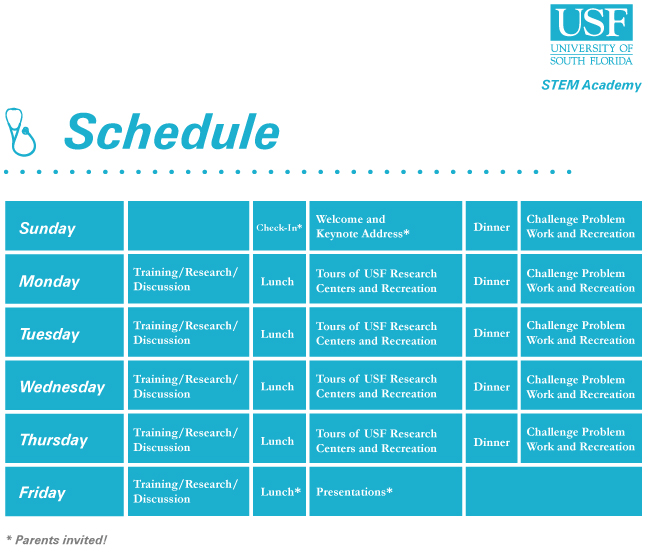 USF
UNIVERSITY OF
SOUTH FLORIDA
STEM Academy
Schedule
Sunday
Check-In*
Welcome and
Keynote Address*
Dinner
Challenge Problem
Work and Recreation
Monday
Training/Research/
Discussion
Lunch
Tours of USF Research
Centers and Recreation
Dinner
Challenge Problem
Work and Recreation
Tuesday
Training/Research/
Discussion
Lunch
Tours of USF Research
Centers and Recreation
Dinner
Challenge Problem
Work and Recreation
Wednesday
Training/Research/
Discussion
Lunch
Tours of USF Research
Centers and Recreation
Dinner
Challenge Problem
Work and Recreation
Thursday
Training/Research/
Discussion
Lunch
Tours of USF Research
Centers and Recreation
Dinner
Challenge Problem
Work and Recreation
Friday
Training/Research/
Discussion
Lunch*
Presentations*
* Parents invited!